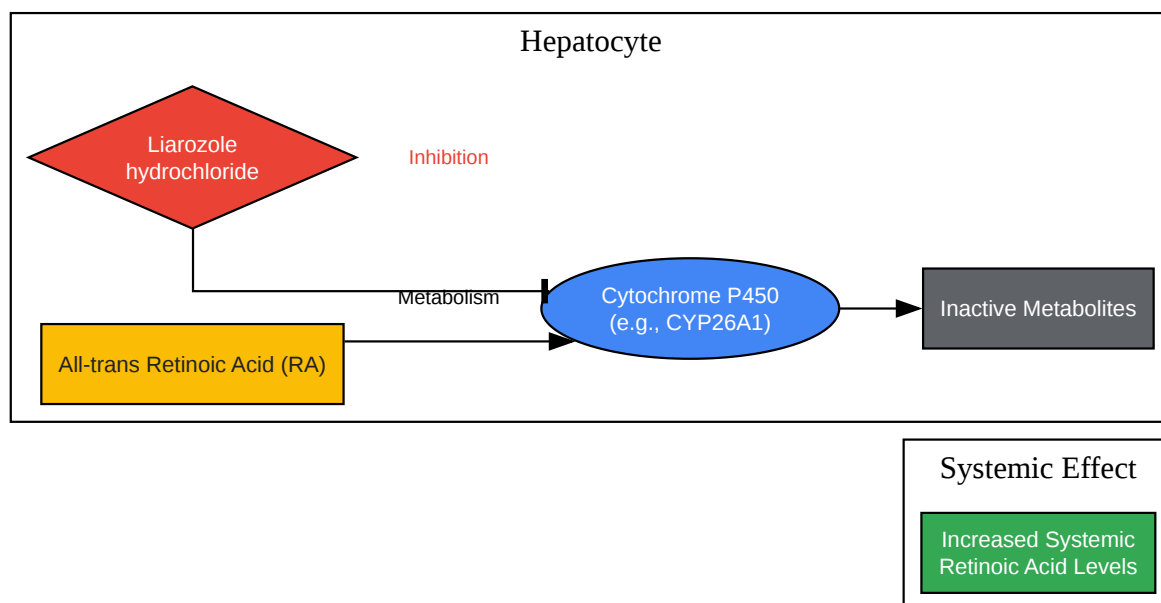 Hepatocyte
Liarozole
hydrochloride
Inhibition
Metabolism
Cytochrome P450
(e.g., CYP26A1)
Inactive Metabolites
All-trans Retinoic Acid (RA)
Systemic Effect
Increased Systemic
Retinoic Acid Levels